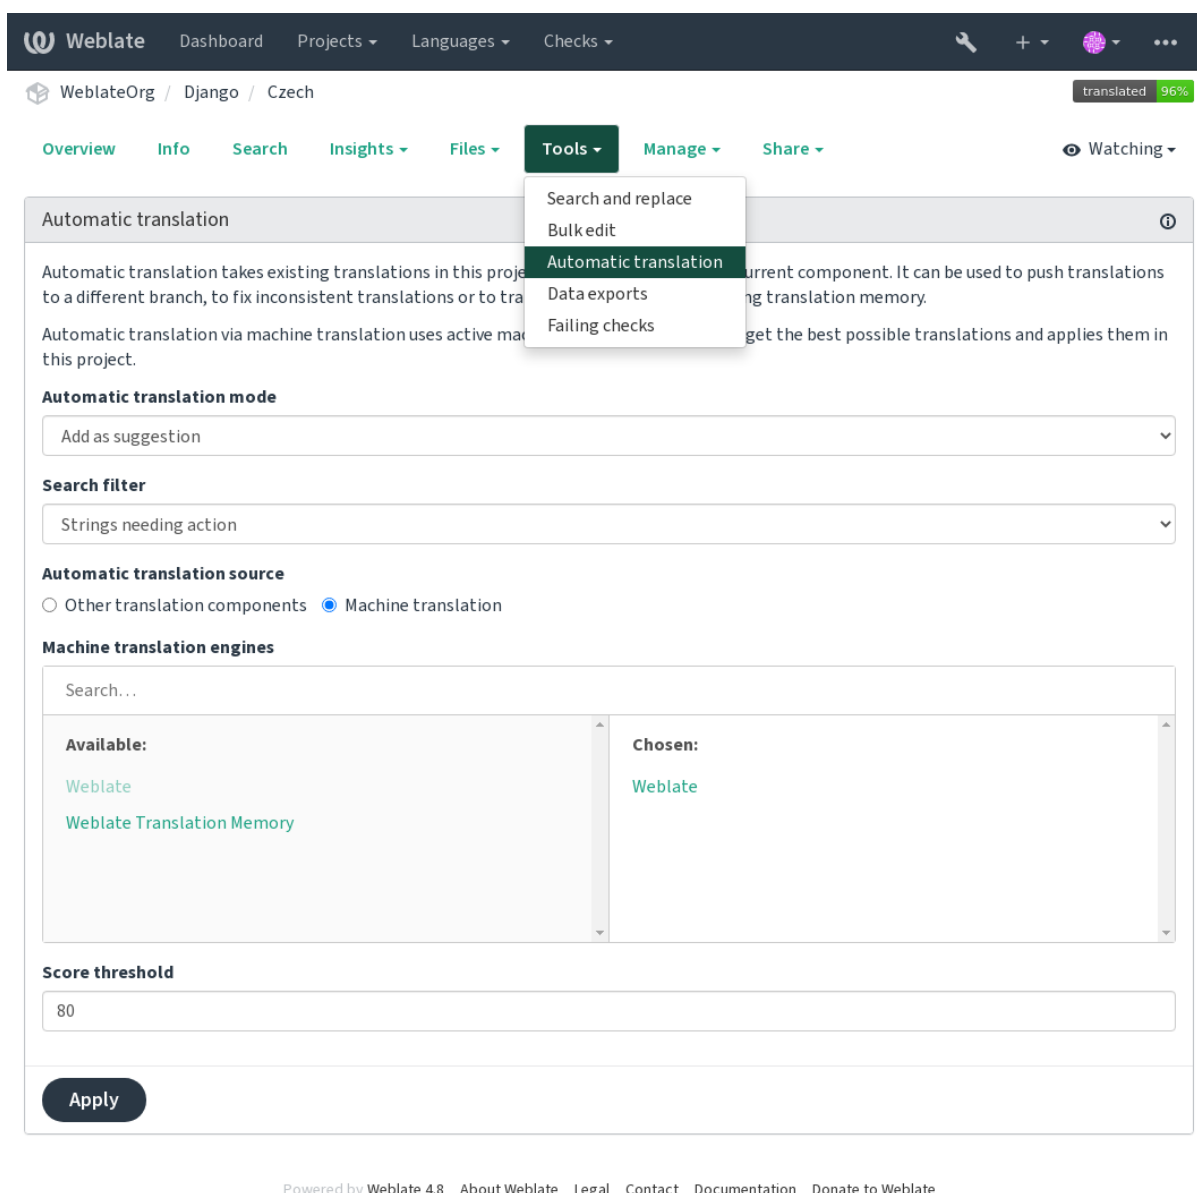 Weblate Dashboard Projects Languages Checks
WeblateOrg / Django / Czech translated 96%
Overview Info Search Insights Files Tools Manage Share Watching
Search and replace
Bulk edit
Automatic translation
Data exports
Failing checks
Automatic translation
Automatic translation takes existing translations in this proje urrent component. It can be used to push translations
to a different branch, to fix inconsistent translations or to tra ng translation memory.
Automatic translation via machine translation uses active mac get the best possible translations and applies them in
this project.
Automatic translation mode
Add as suggestion
Search filter
Strings needing action
Automatic translation source
Other translation components Machine translation
Machine translation engines
Search…
Available: Chosen:
Weblate Weblate
Weblate Translation Memory
Score threshold
80
Apply
Powered by Weblate 4.8 About Weblate Legal Contact Documentation Donate to Weblate